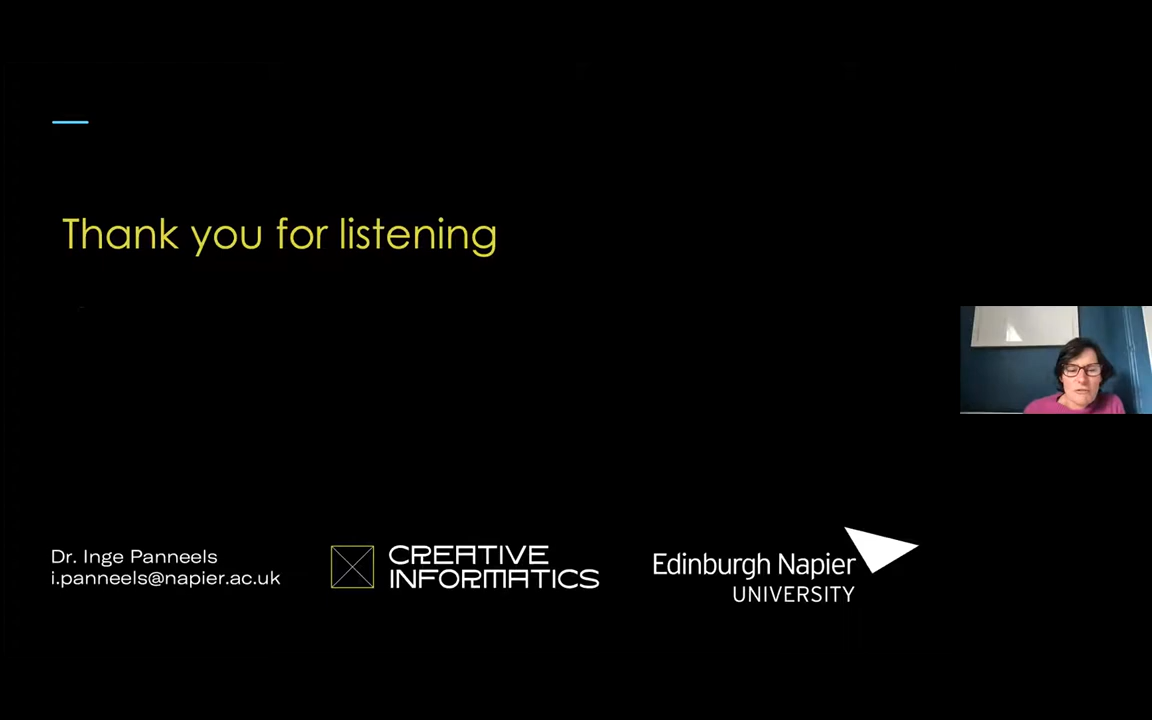 Thank you for listening
Dr. Inge Panneels
i.panneels@napier.ac.uk
CREATIVE
INFORMATICS
Edinburgh Napier
UNIVERSITY